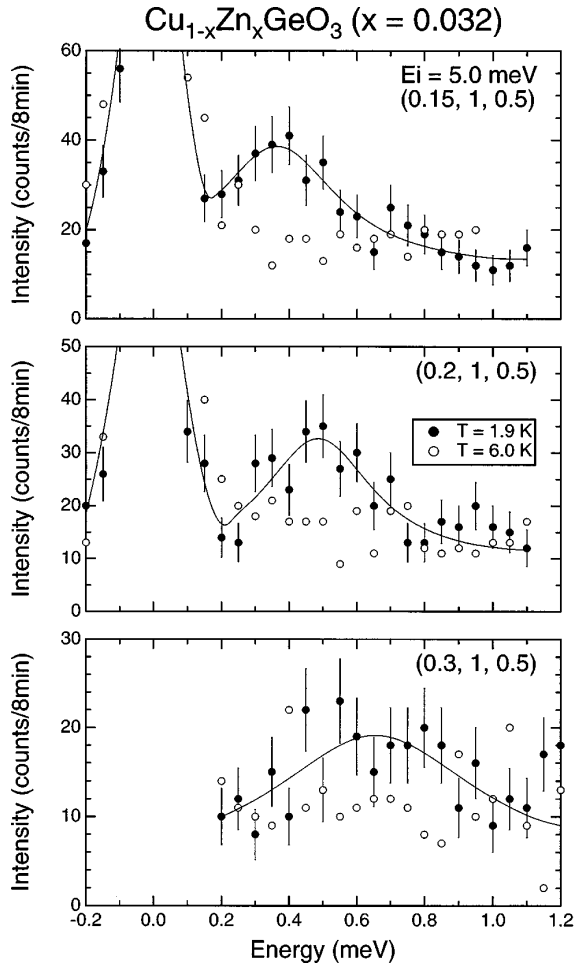 Cu1-xZnxGeO3 (x = 0.032)
60
40
20
0
Intensity (counts/8min)
Ei = 5.0 meV
(0.15, 1, 0.5)
50
40
30
20
10
0
Intensity (counts/8min)
(0.2, 1, 0.5)
T = 1.9 K
T = 6.0 K
30
20
10
0
Intensity (counts/8min)
(0.3, 1, 0.5)
-0.2 0.0 0.2 0.4 0.6 0.8 1.0 1.2
Energy (meV)